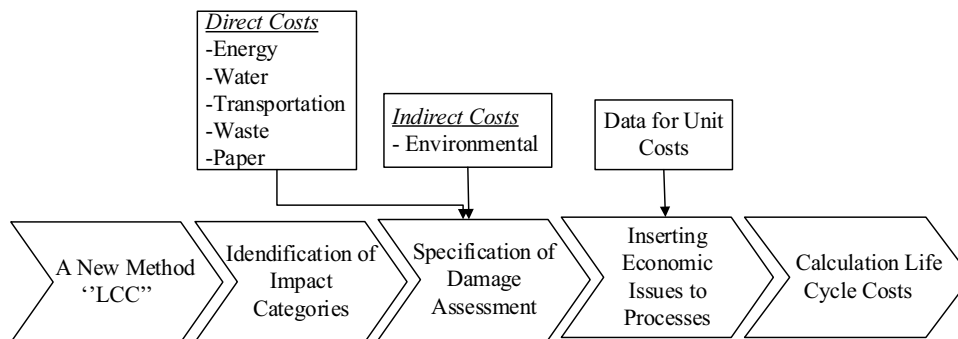 Direct Costs
-Energy
-Water
-Transportation
-Waste
-Paper
Indirect Costs
- Environmental
Data for Unit
Costs
A New Method
‘’LCC’’
Idendification of
Impact
Categories
Specification of
Damage
Assessment
Inserting
Economic
Issues to
Processes
Calculation Life
Cycle Costs